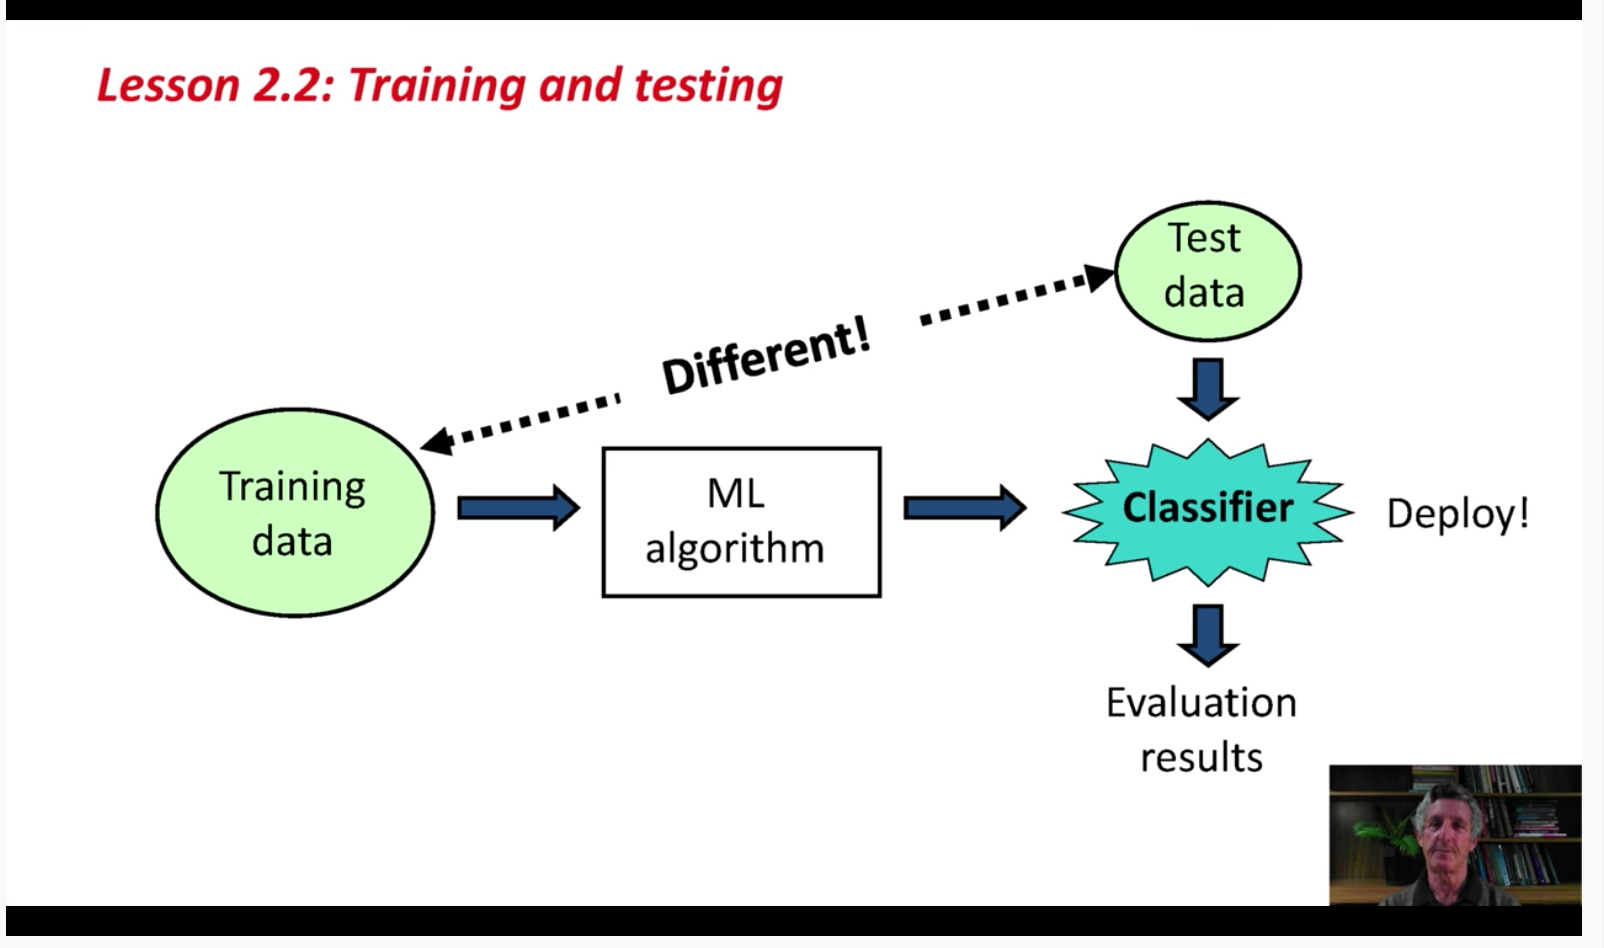 Lesson 2.2: Training and testing
Test
data
Different!
Training
data
ML
algorithm
Classifier
Deploy!
Evaluation
results